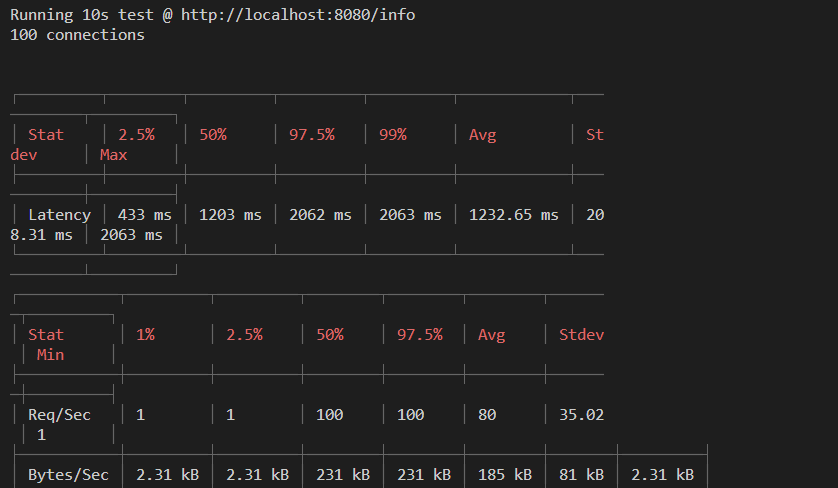 Running 10s test @ http://localhost:8080/info
100 connections
Stat 2.5% 50% 97.5% 99% Avg St
dev Max
Latency 433 ms 1203 ms 2062 ms 2063 ms 1232.65 ms 20
8.31 ms 2063 ms
Stat 1% 2.5% 50% 97.5% Avg Stdev
Min
Req/Sec 1 1 100 100 80 35.02
1
Bytes/Sec 2.31 kB 2.31 kB 231 kB 231 kB 185 kB 81 kB 2.31 kB